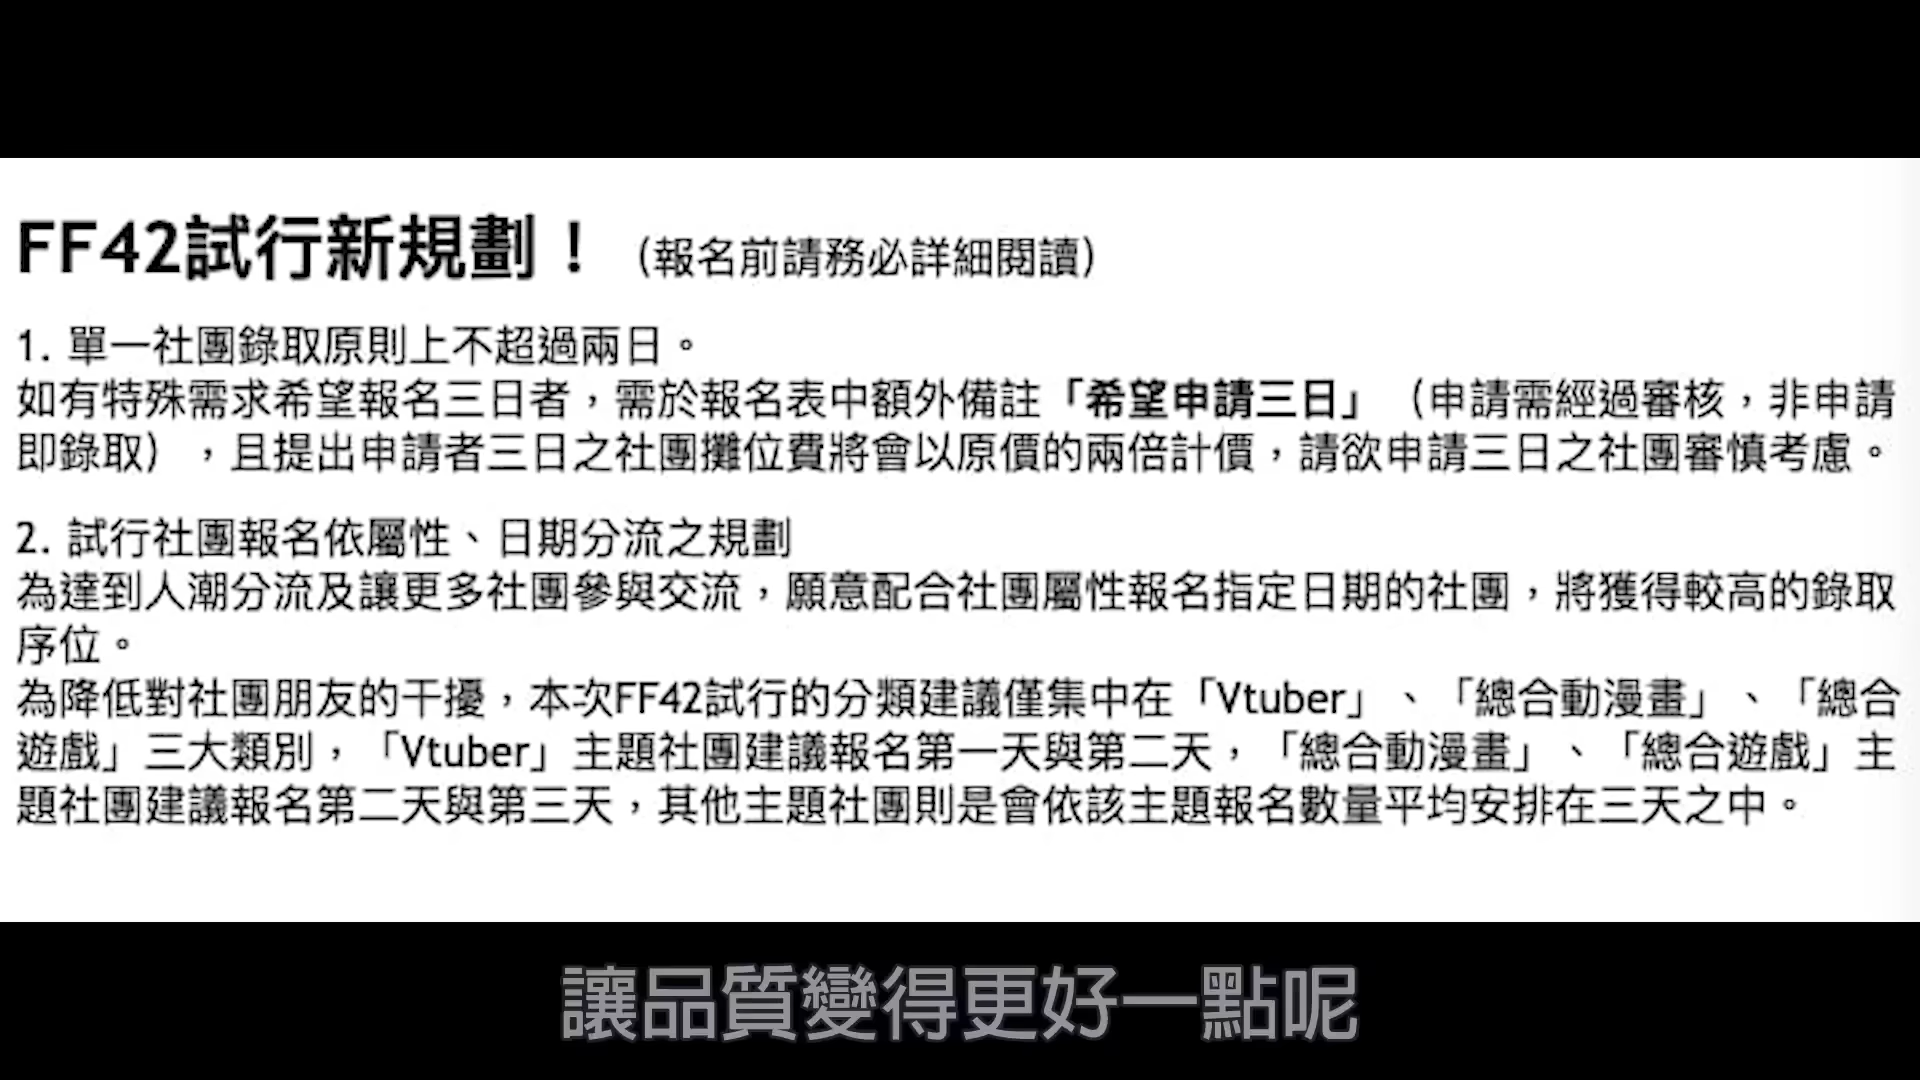 FF42試行新規劃！（報名前請務必詳細閱讀）
1. 單一社團錄取原則上不超過兩日。
如有特殊需求希望報名三日者，需於報名表中額外備註「希望申請三日」（申請需經過審核，非申請
即錄取），且提出申請者三日之社團攤位費將會以原價的兩倍計價，請欲申請三日之社團審慎考慮。
2. 試行社團報名依屬性、日期分流之規劃
為達到人潮分流及讓更多社團參與交流，願意配合社團屬性報名指定日期的社團，將獲得較高的錄取
序位。
為降低對社團朋友的干擾，本次FF42試行的分類建議僅集中在「Vtuber」、「總合動漫畫」、「總合
遊戲」三大類別，「Vtuber」主題社團建議報名第一天與第二天，「總合動漫畫」、「總合遊戲」主
題社團建議報名第二天與第三天，其他主題社團則是會依該主題報名數量平均安排在三天之中。
讓品質變得更好一點呢